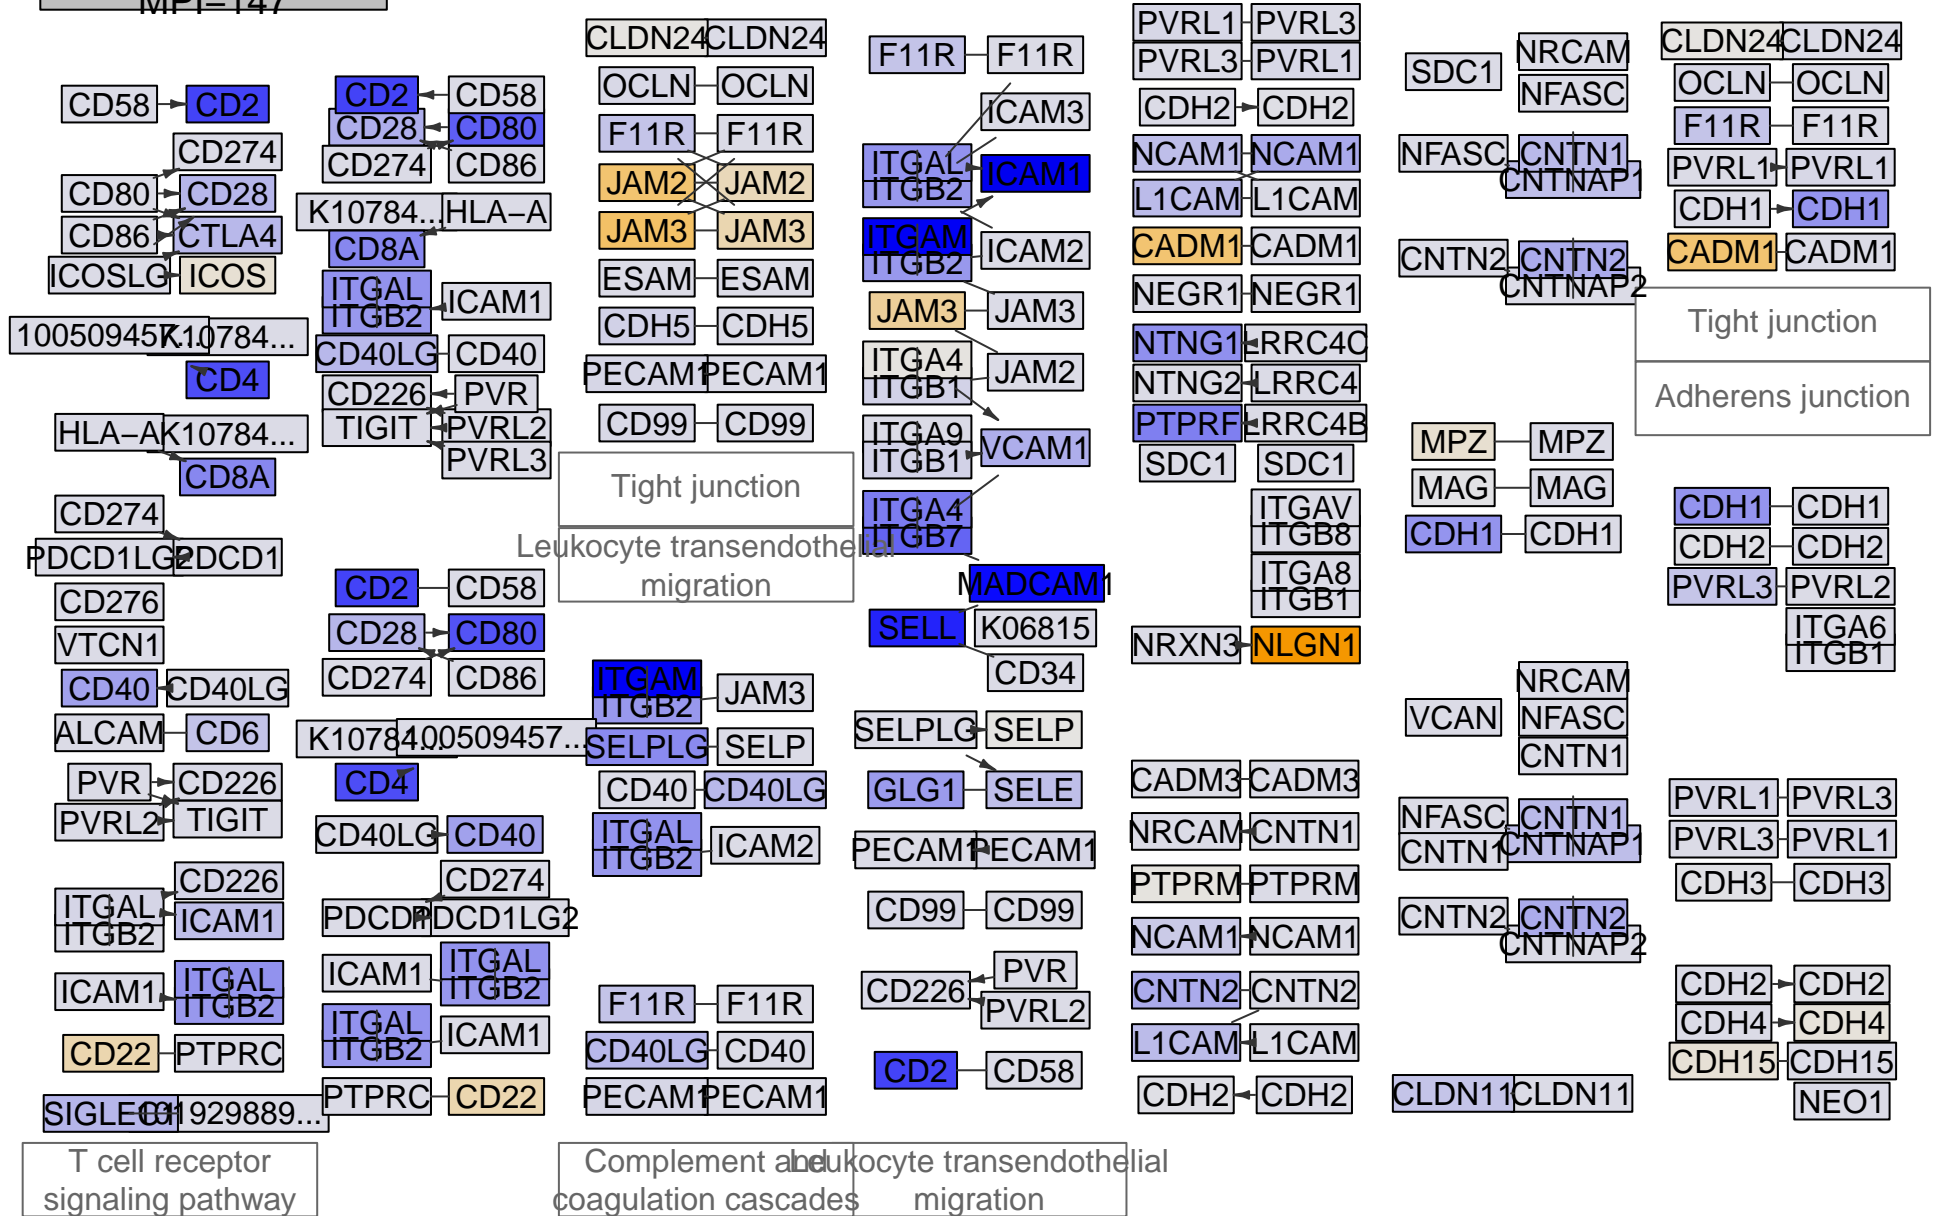 MPI−147
CD58
CD2
CD274
CD80
CD28
CD86
CTLA4
ICOSLG
ICOS
100509457...
K10784...
CD4
HLA−A
K10784...
CD8A
CD274
PDCD1LG2
PDCD1
CD276
VTCN1
CD40
CD40LG
ALCAM
CD6
PVR
CD226
PVRL2
TIGIT
ITGAL
ITGB2
CD226
ICAM1
ICAM1
ITGAL
ITGB2
CD22
PTPRC
101929889...
T cell receptor
signaling pathway
CD2
CD58
CD28
CD80
CD274
CD86
K10784...
HLA−A
CD8A
ITGAL
ITGB2
ICAM1
CD40LG
CD40
CD226
PVR
TIGIT
PVRL2
PVRL3
CD2
CD58
CD28
CD80
CD274
CD86
K10784...
100509457...
CD4
CD40LG
CD40
CD274
PDCD1LG2
ICAM1
ITGAL
ITGB2
ITGAL
ITGB2
ICAM1
PTPRC
CD22
CLDN24
CLDN24
OCLN
OCLN
F11R
F11R
JAM2
JAM2
JAM3
JAM3
ESAM
ESAM
CDH5
CDH5
PECAM1
PECAM1
CD99
CD99
Tight junction
Leukocyte transendothelial
migration
ITGAM
ITGB2
JAM3
SELPLG
SELP
CD40
CD40LG
ITGAL
ITGB2
ICAM2
F11R
F11R
CD40LG
CD40
PECAM1
PECAM1
Complement and
coagulation cascades
F11R
F11R
ICAM3
ITGAL
ITGB2
ICAM1
ITGAM
ITGB2
ICAM2
JAM3
JAM3
ITGA4
ITGB1
JAM2
ITGA9
ITGB1
VCAM1
ITGA4
ITGB7
MADCAM1
SELL
K06815
CD34
SELPLG
SELP
GLG1
SELE
PECAM1
PECAM1
CD99
CD99
CD226
PVR
PVRL2
CD2
CD58
Leukocyte transendothelial
migration
PVRL1
PVRL3
PVRL3
PVRL1
CDH2
CDH2
NCAM1
NCAM1
L1CAM
L1CAM
CADM1
CADM1
NEGR1
NEGR1
NTNG1
LRRC4C
NTNG2
LRRC4
PTPRF
LRRC4B
SDC1
SDC1
ITGAV
ITGB8
ITGA8
ITGB1
NRXN3
NLGN1
CADM3
CADM3
NRCAM
CNTN1
PTPRM
PTPRM
NCAM1
NCAM1
CNTN2
CNTN2
L1CAM
L1CAM
CDH2
CDH2
SDC1
NRCAM
NFASC
NFASC
CNTN1
CNTNAP1
CNTN2
CNTN2
CNTNAP2
MPZ
MPZ
MAG
MAG
CDH1
CDH1
VCAN
NRCAM
NFASC
CNTN1
NFASC
CNTN1
CNTN1
CNTNAP1
CNTN2
CNTN2
CNTNAP2
CLDN11
CLDN11
CLDN24
CLDN24
OCLN
OCLN
F11R
F11R
PVRL1
PVRL1
CDH1
CDH1
CADM1
CADM1
Tight junction
Adherens junction
CDH1
CDH1
CDH2
CDH2
PVRL3
PVRL2
ITGA6
ITGB1
PVRL1
PVRL3
PVRL3
PVRL1
CDH3
CDH3
CDH2
CDH2
CDH4
CDH4
CDH15
CDH15
NEO1